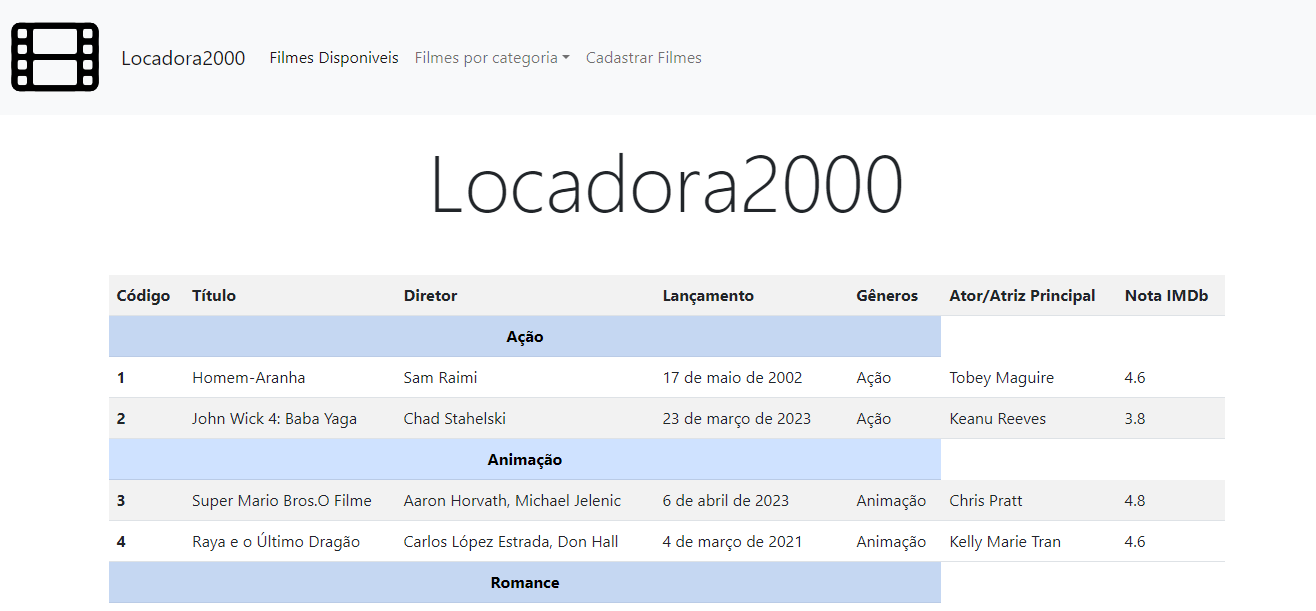 Locadora2000 Filmes Disponiveis Filmes por categoria Cadastrar Filmes
Locadora2000
Código Título Diretor Lançamento Gêneros Ator/Atriz Principal Nota IMDb
Ação
1 Homem-Aranha Sam Raimi 17 de maio de 2002 Ação Tobey Maguire 4.6
2 John Wick 4: Baba Yaga Chad Stahelski 23 de março de 2023 Ação Keanu Reeves 3.8
Animação
3 Super Mario Bros.O Filme Aaron Horvath, Michael Jelenic 6 de abril de 2023 Animação Chris Pratt 4.8
4 Raya e o Último Dragão Carlos López Estrada, Don Hall 4 de março de 2021 Animação Kelly Marie Tran 4.6
Romance